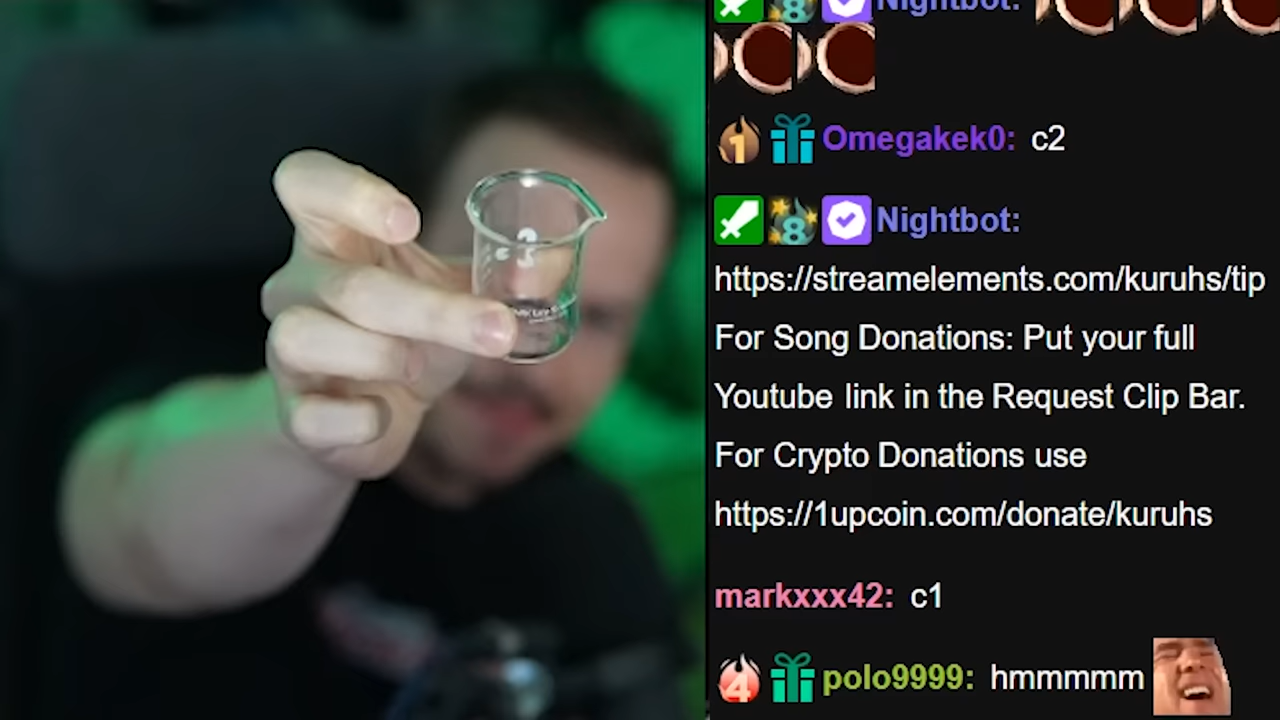 Nightbot:
Omegakek0: c2
Nightbot:
https://streamelements.com/kuruhs/tip
For Song Donations: Put your full
Youtube link in the Request Clip Bar.
For Crypto Donations use
https://1upcoin.com/donate/kuruhs
markxxx42: c1
polo9999: hmmmmm